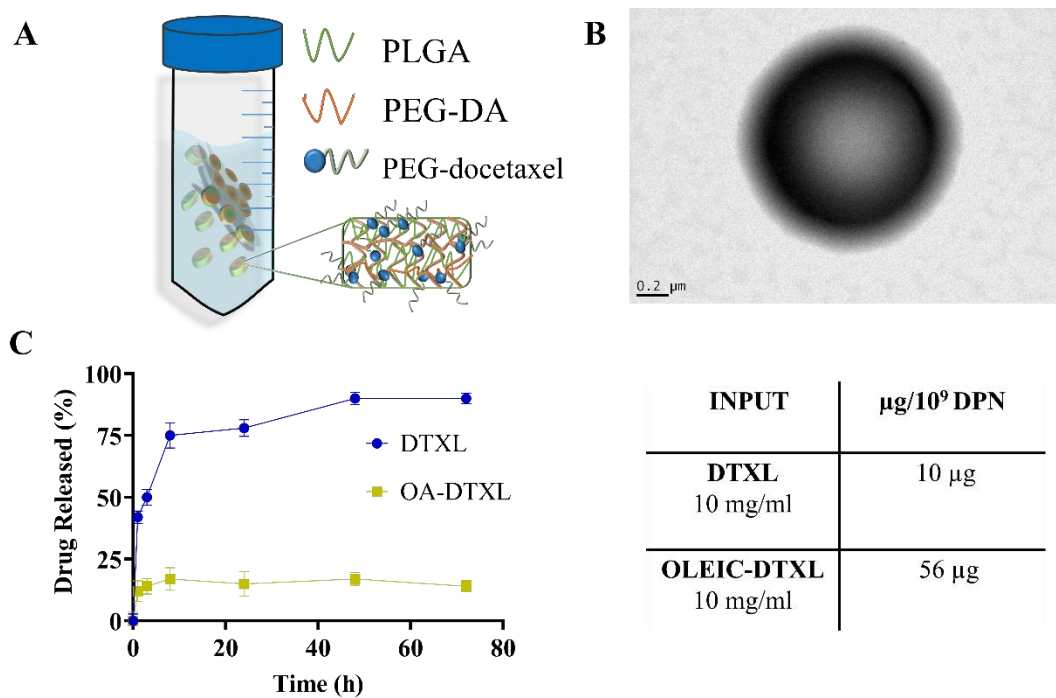 A
PLGA
PEG-DA
PEG-docetaxel
B
0.2 µm
C
Drug Released (%)
100
75
50
25
0
0
20
40
60
80
Time (h)
DTXL
OA-DTXL
INPUT
µg/10⁹ DPN
DTXL
10 mg/ml
10 µg
OLEIC-DTXL
10 mg/ml
56 µg